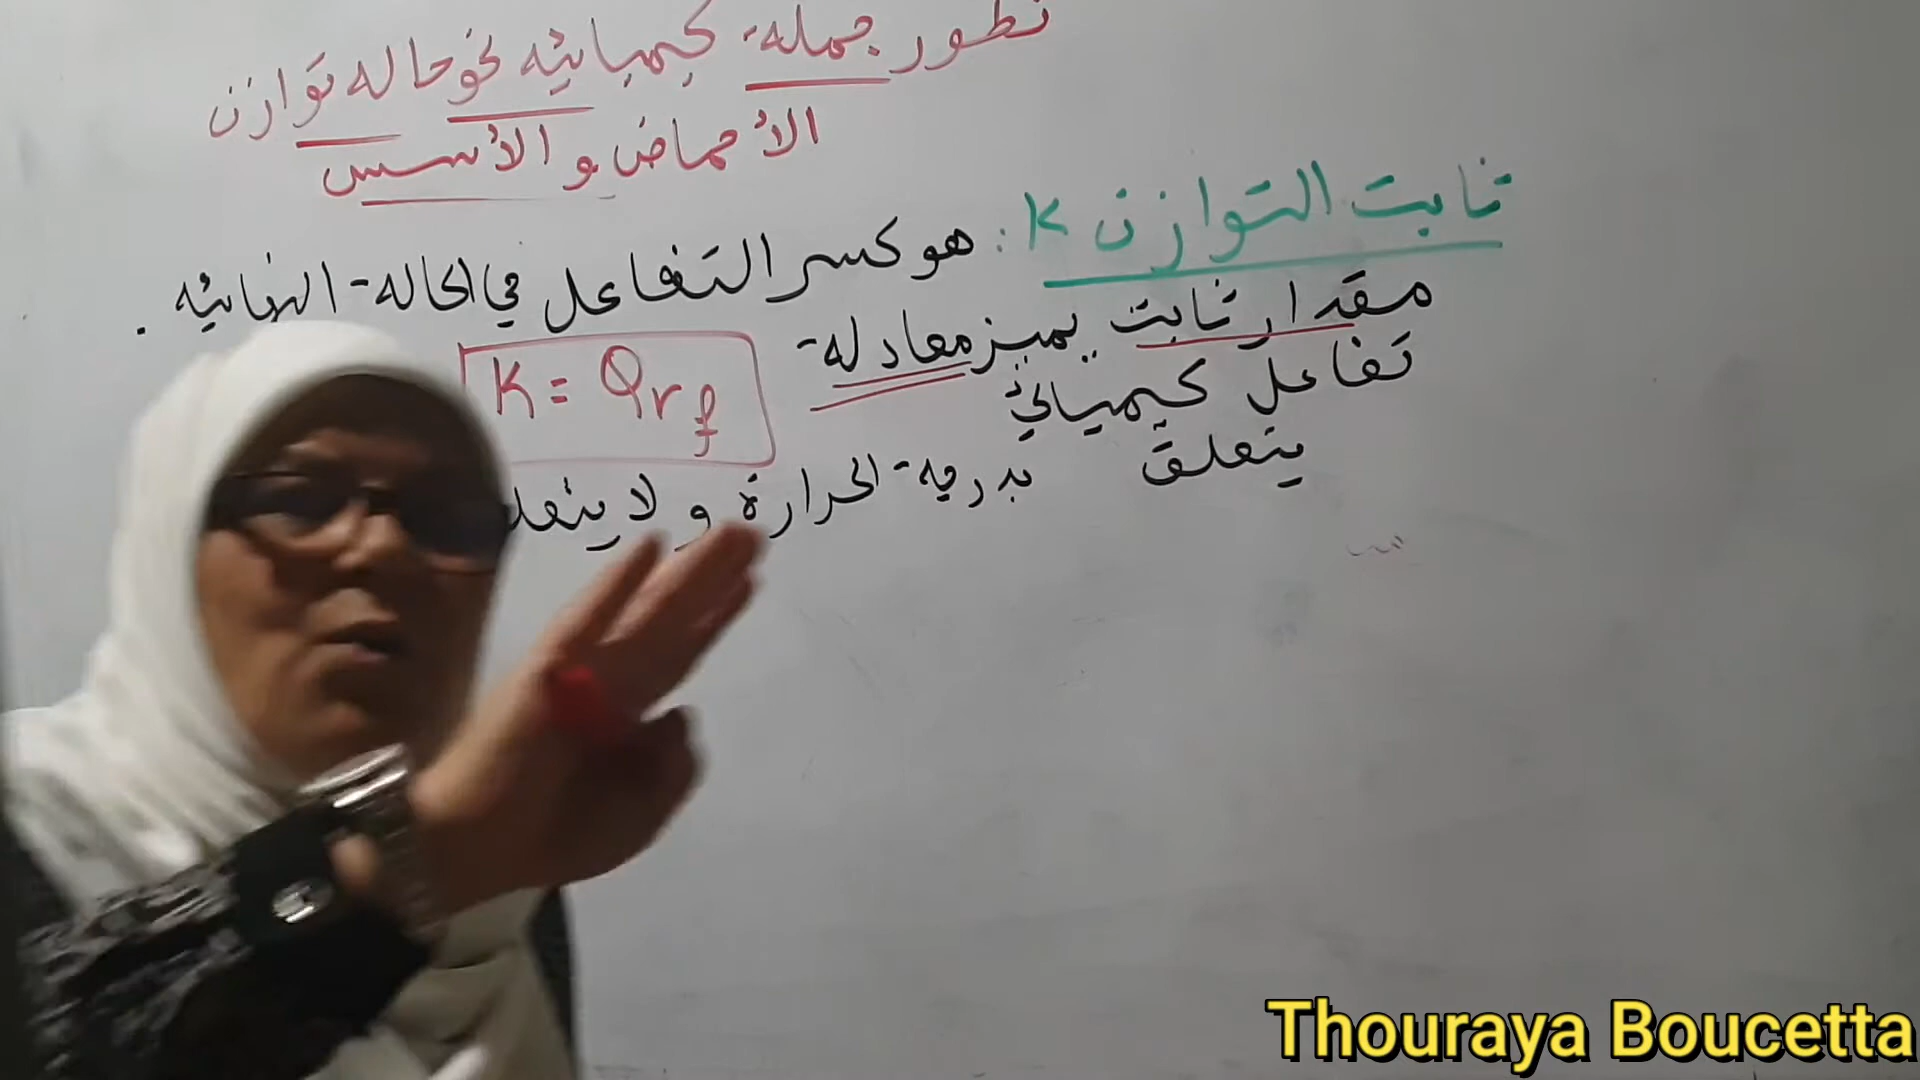 تطور جملة كيميائية نحو حالة توازن
الأحماض و الأسس
ثابت التوازن K : هو كسر التفاعل في الحالة النهائية .
مقدار ثابت يميز معادلة
تفاعل كيميائي
K = Qrf
يتعلق بدرجة الحرارة و لا يتعلق
Thouraya Boucetta